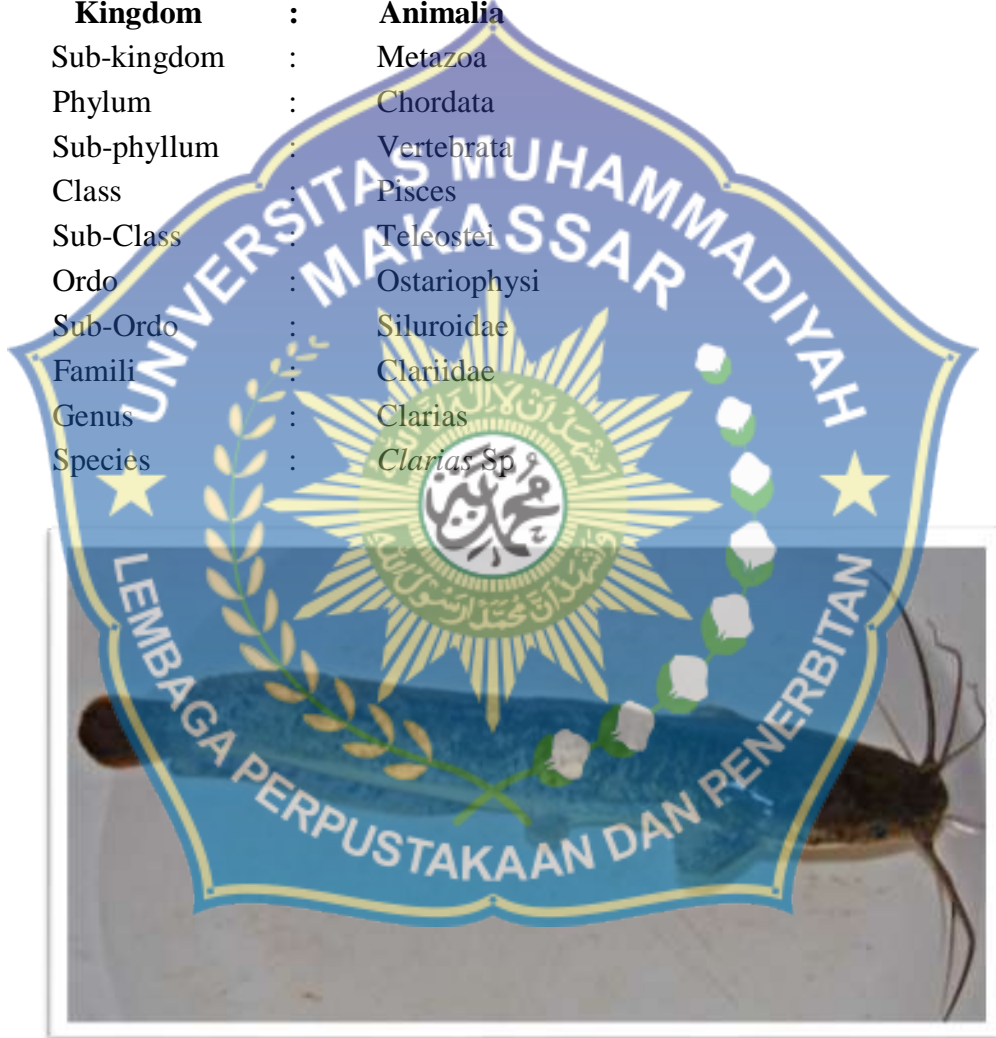 Kingdom : Animalia
Sub-kingdom : Metazoa
Phylum : Chordata
Sub-phyllum : Vertebrata
Class : Pisces
Sub-Class : Teleostei
Ordo : Ostariophysi
Sub-Ordo : Siluroidae
Famili : Clariidae
Genus : Clarias
Species : Clarias Sp
UNIVERSITAS MUHAMMADIYAH
MAKASSAR
محمدية
LEMBAGA PERPUSTAKAAN DAN PENERBITAN